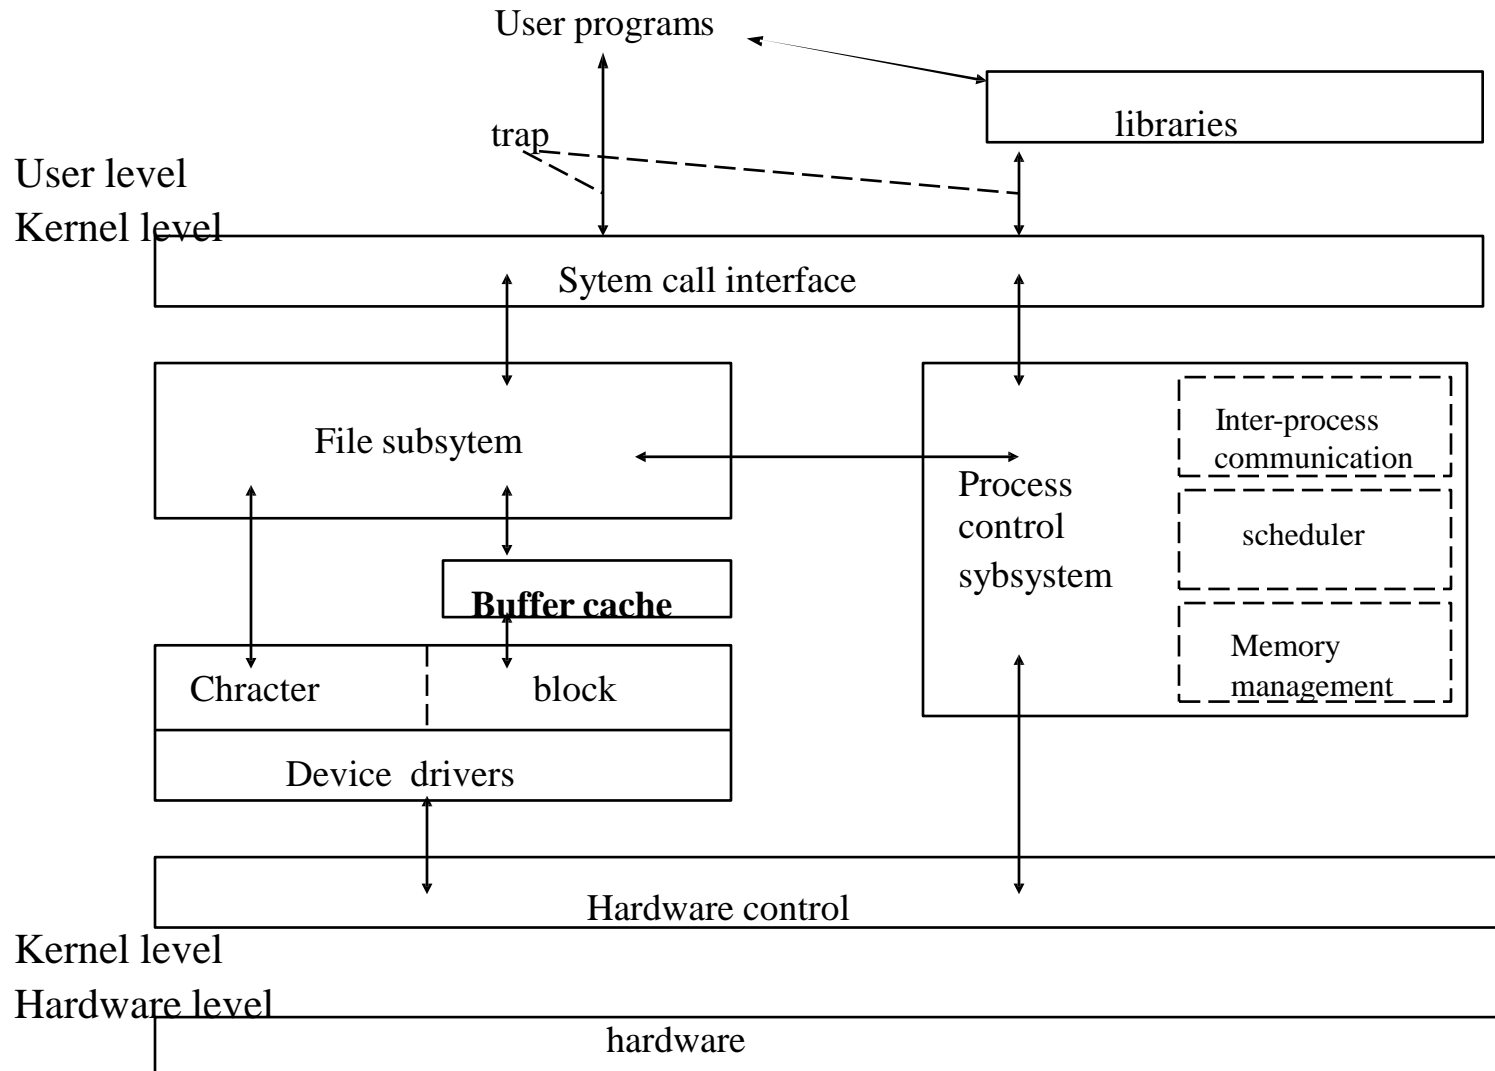 User programs
libraries
trap
User level
Kernel level
Sytem call interface
File subsytem
Inter-process
communication
Process
control
sybsystem
scheduler
Buffer cache
Memory
management
Chracter
block
Device drivers
Hardware control
Kernel level
Hardware level
hardware